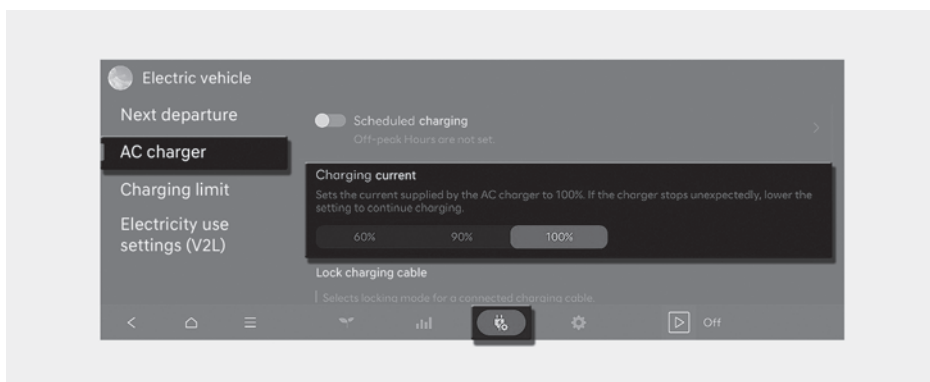 Electric vehicle
Next departure
AC charger
Charging limit
Electricity use
settings (V2L)
Scheduled charging
Off-peak Hours are not set.
Charging current
Sets the current supplied by the AC charger to 100%. If the charger stops unexpectedly, lower the
setting to continue charging.
60% 90% 100%
Lock charging cable
Selects locking mode for a connected charging cable.
Off